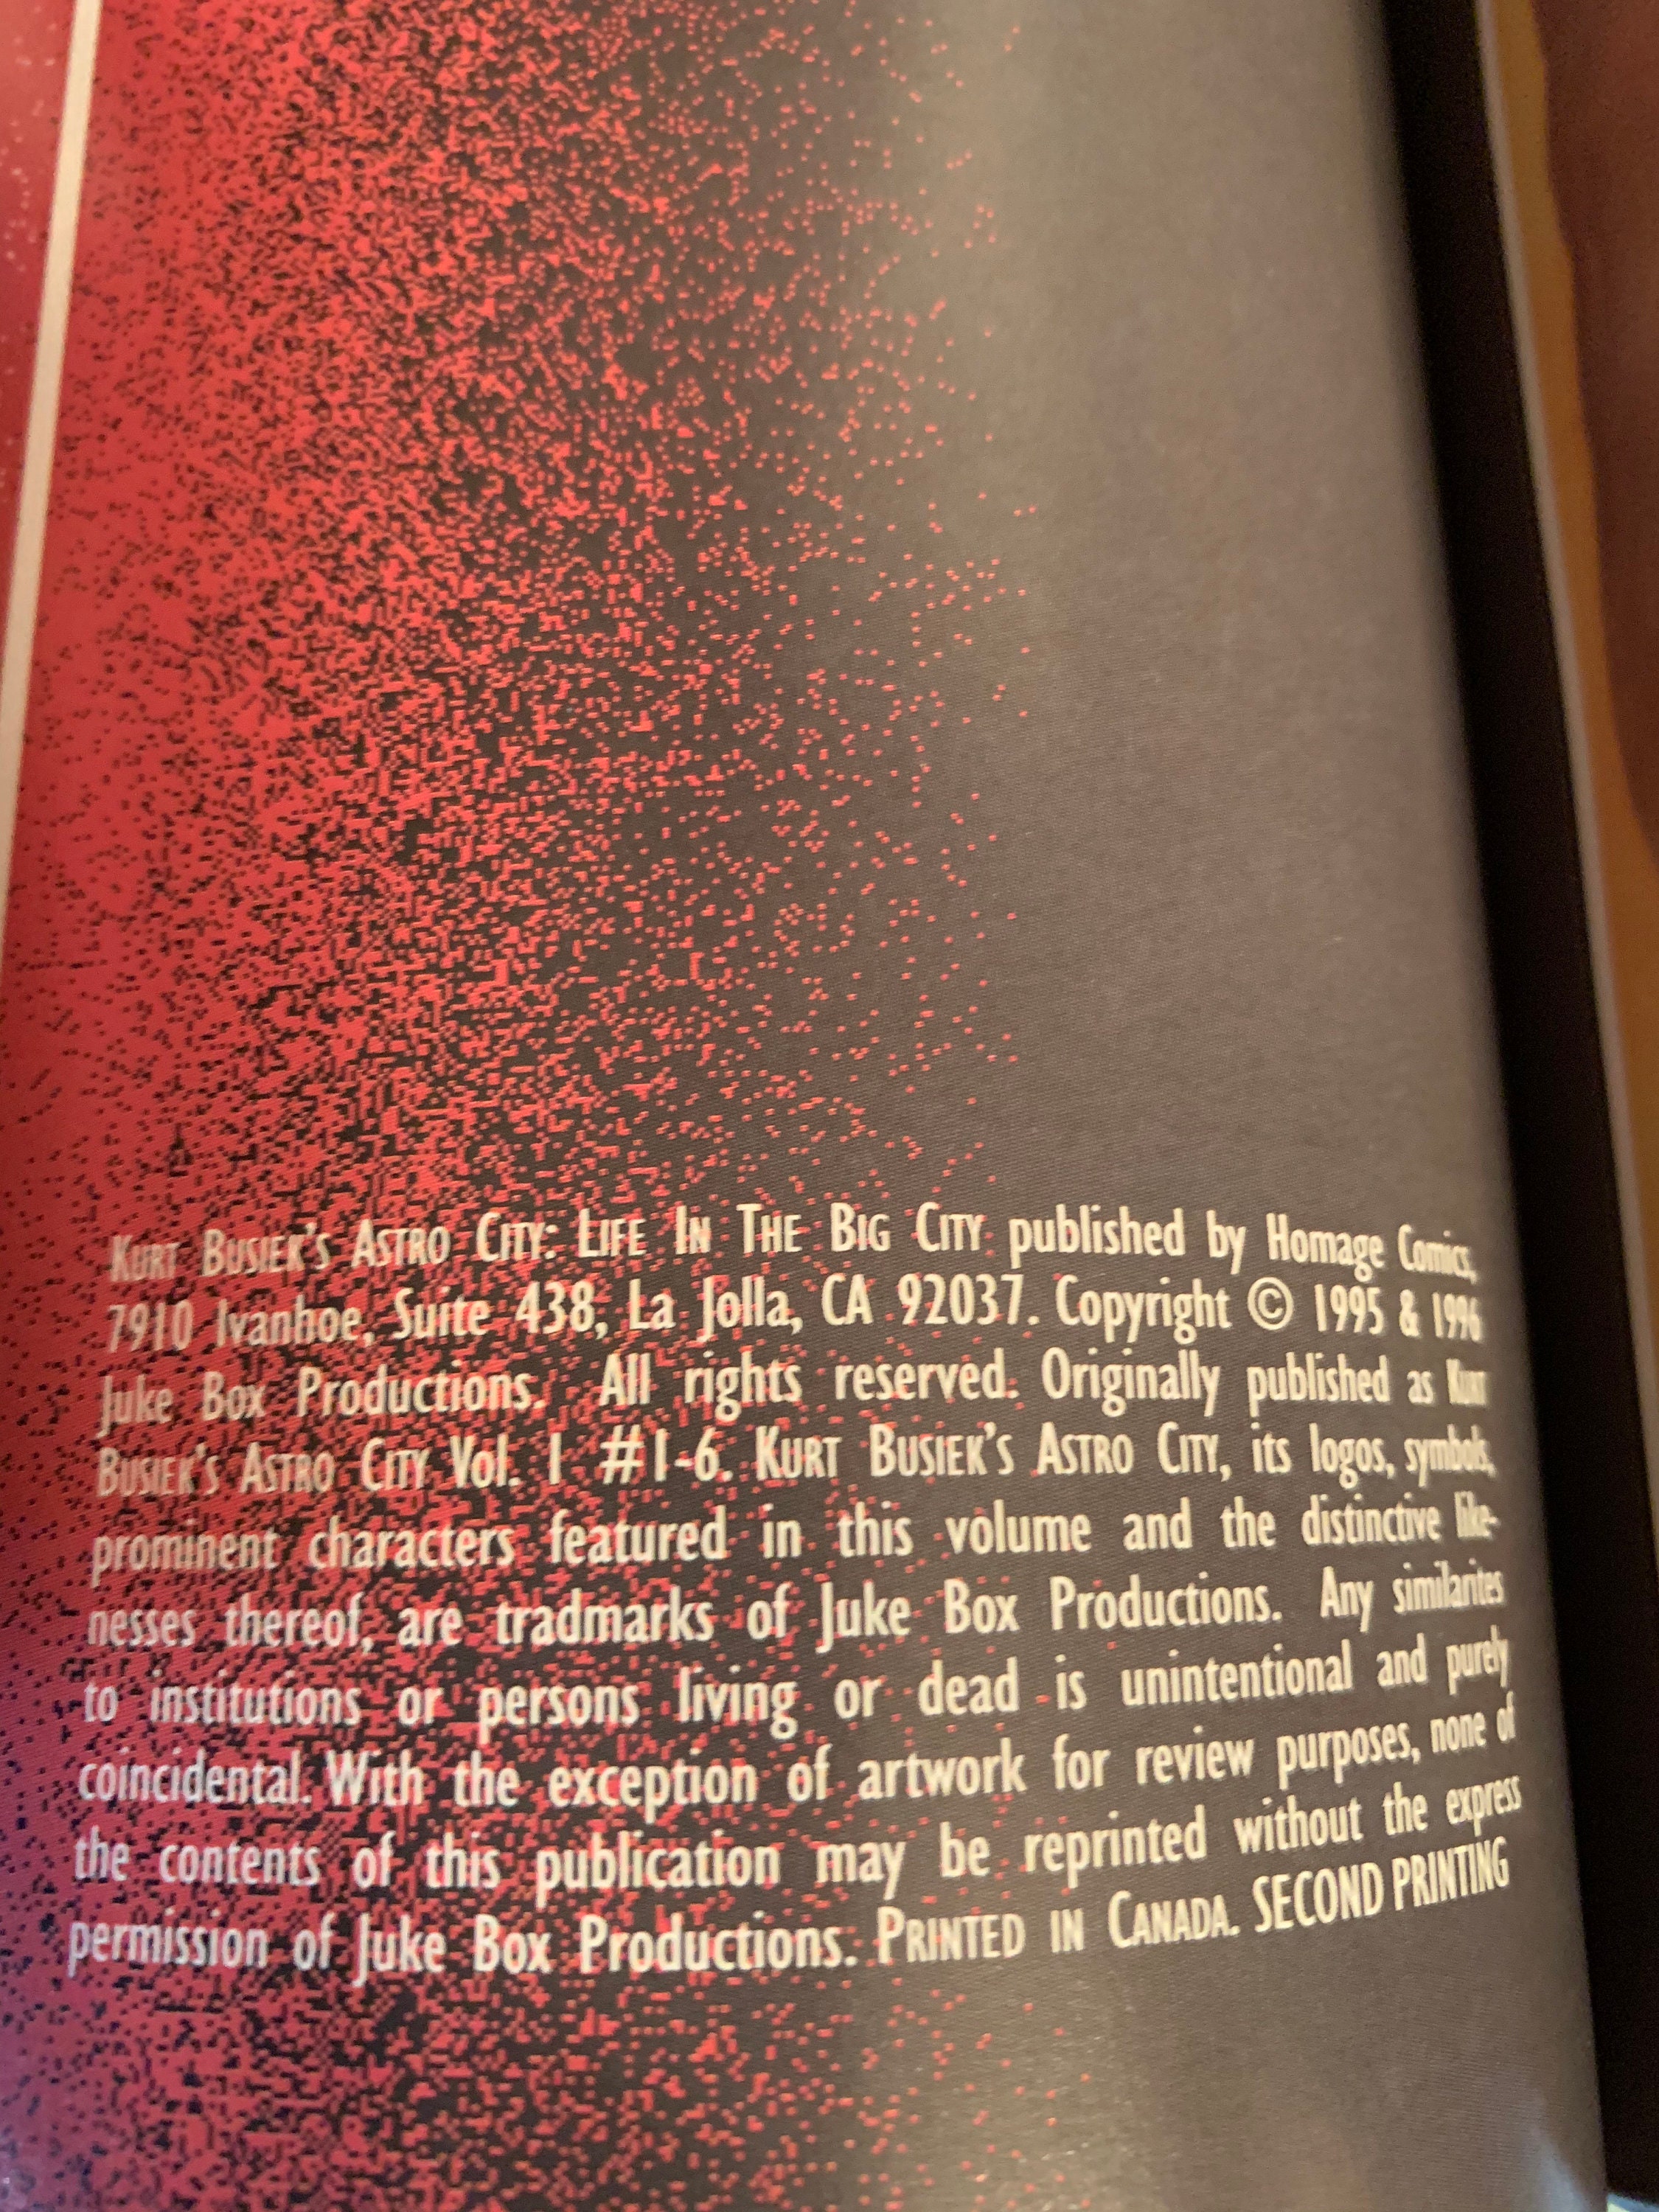 KURT BUSIEK'S ASTRO CITY: LIFE IN THE BIG CITY published by Homage Comics,
7910 Ivanhoe, Suite 438, La Jolla, CA 92037. Copyright © 1995 & 1996
Juke Box Productions. All rights reserved. Originally published as KURT
BUSIEK'S ASTRO CITY Vol. 1 #1-6. KURT BUSIEK'S ASTRO CITY, its logos, symbols,
prominent characters featured in this volume and the distinctive like-
nesses thereof, are tradmarks of Juke Box Productions. Any similarites
to institutions or persons living or dead is unintentional and purely
coincidental. With the exception of artwork for review purposes, none of
the contents of this publication may be reprinted without the express
permission of Juke Box Productions. PRINTED IN CANADA. SECOND PRINTING